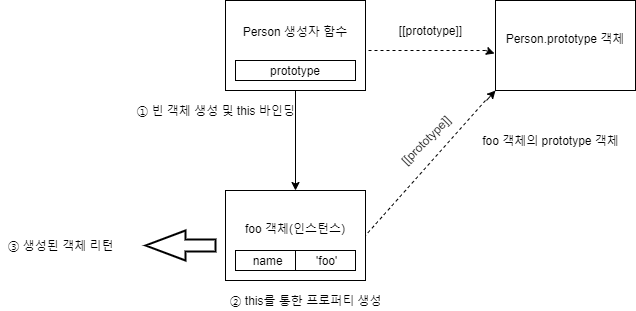 Person 생성자 함수
prototype
[[prototype]]
Person.prototype 객체
① 빈 객체 생성 및 this 바인딩
[[prototype]]
foo 객체의 prototype 객체
foo 객체(인스턴스)
name 'foo'
③ 생성된 객체 리턴
② this를 통한 프로퍼티 생성